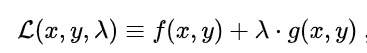 ℒ(x, y, λ) ≡ f(x, y) + λ · g(x, y) ,